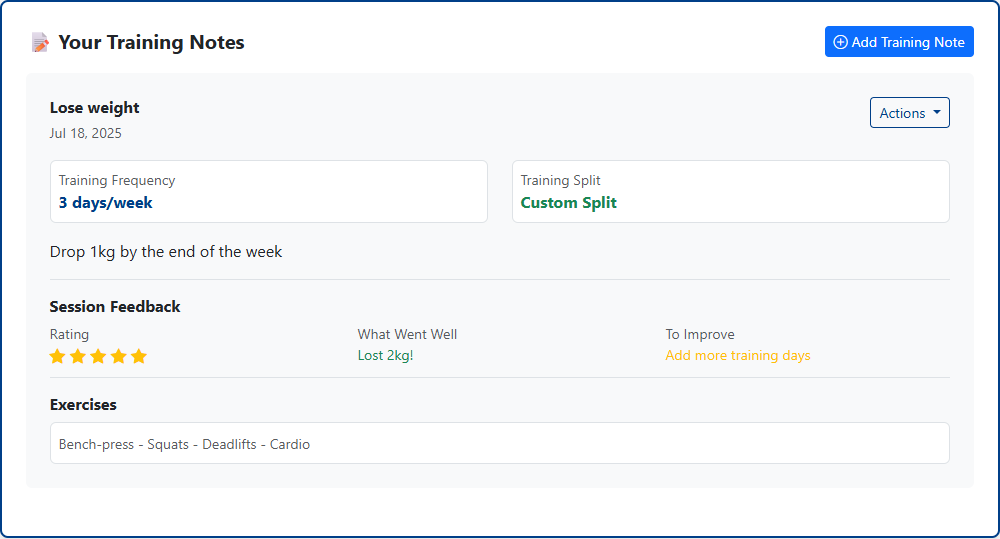 Your Training Notes
Add Training Note
Lose weight
Jul 18, 2025
Actions
Training Frequency
3 days/week
Training Split
Custom Split
Drop 1kg by the end of the week
Session Feedback
Rating
What Went Well
Lost 2kg!
To Improve
Add more training days
Exercises
Bench-press - Squats - Deadlifts - Cardio